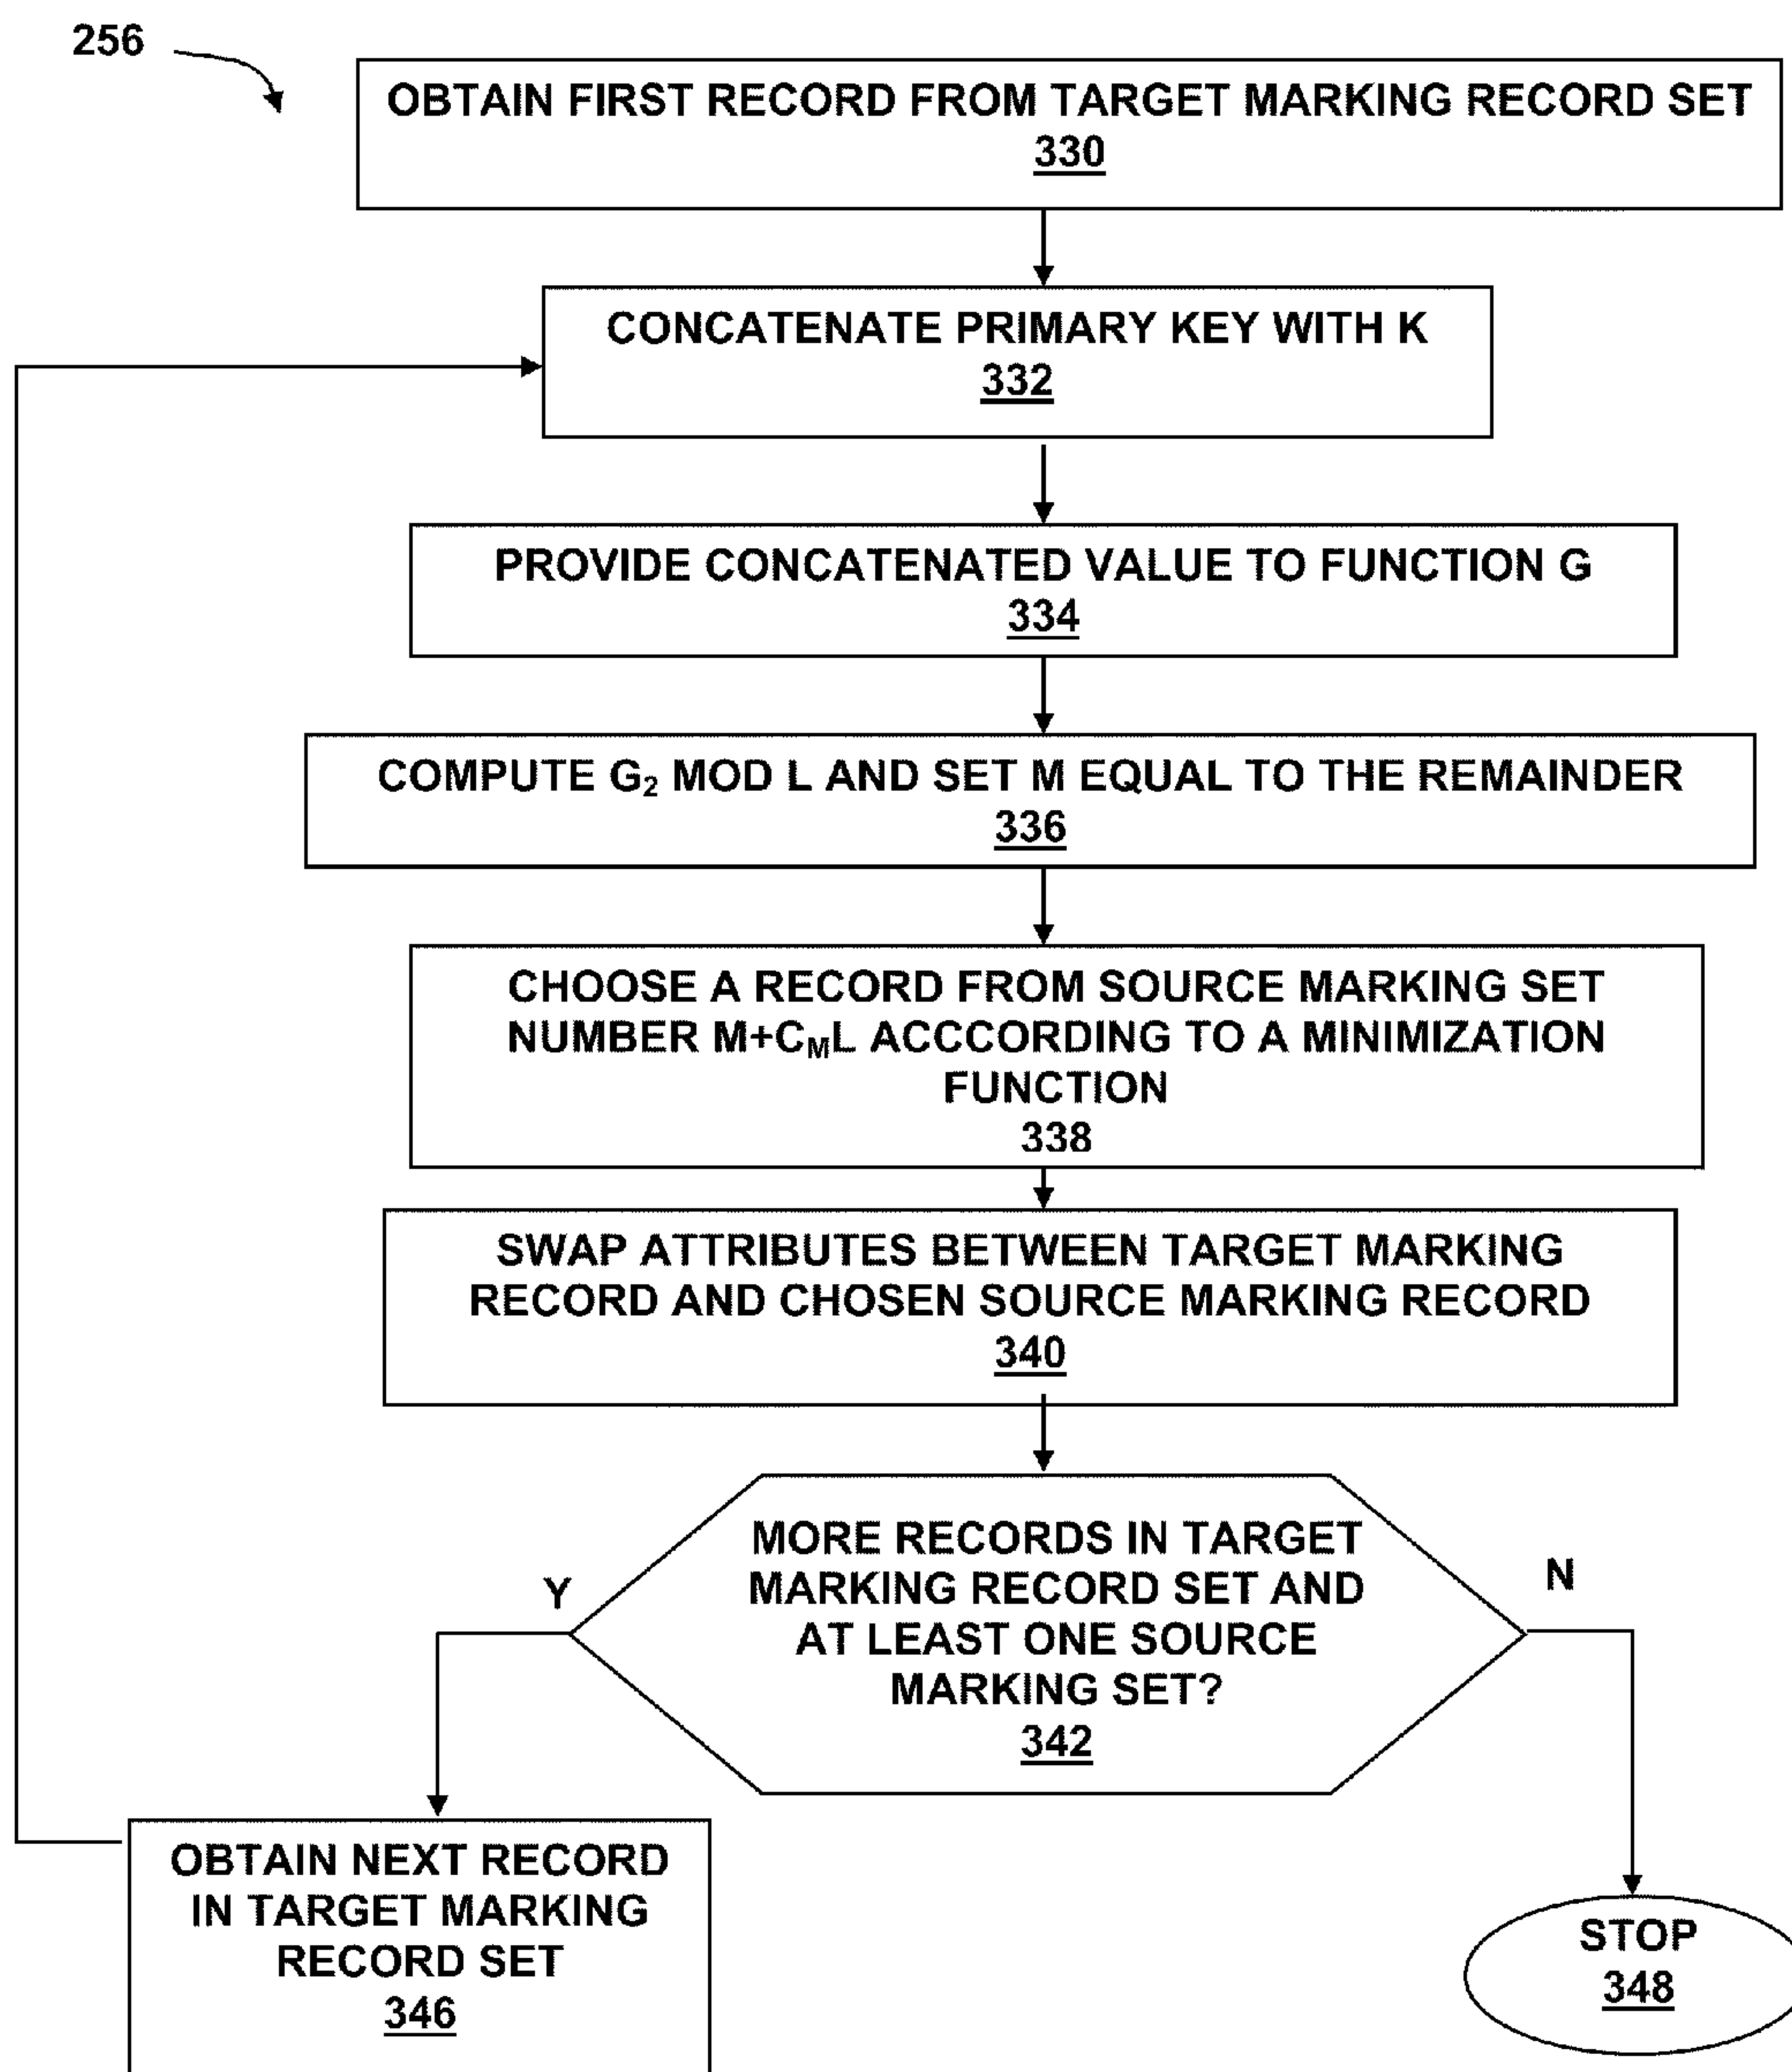 256
OBTAIN FIRST RECORD FROM TARGET MARKING RECORD SET
330
CONCATENATE PRIMARY KEY WITH K
332
PROVIDE CONCATENATED VALUE TO FUNCTION G
334
COMPUTE G₂ MOD L AND SET M EQUAL TO THE REMAINDER
336
CHOOSE A RECORD FROM SOURCE MARKING SET
NUMBER M+CML ACCCORDING TO A MINIMIZATION
FUNCTION
338
SWAP ATTRIBUTES BETWEEN TARGET MARKING
RECORD AND CHOSEN SOURCE MARKING RECORD
340
MORE RECORDS IN TARGET
MARKING RECORD SET AND
AT LEAST ONE SOURCE
MARKING SET?
342
Y
N
OBTAIN NEXT RECORD
IN TARGET MARKING
RECORD SET
346
STOP
348